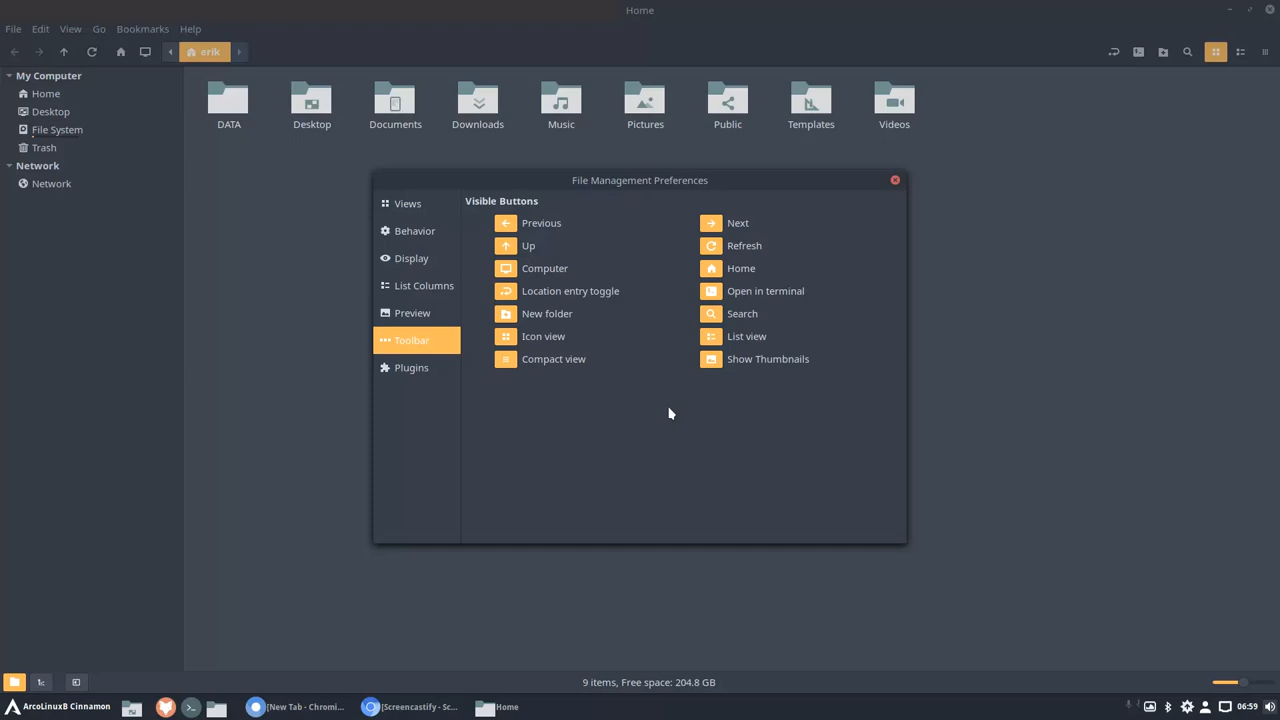 Home
File Edit View Go Bookmarks Help
erik
My Computer
Home
Desktop
File System
Trash
Network
Network
DATA Desktop Documents Downloads Music Pictures Public Templates Videos
File Management Preferences
Views
Behavior
Display
List Columns
Preview
Toolbar
Plugins
Visible Buttons
Previous Next
Up Refresh
Computer Home
Location entry toggle Open in terminal
New folder Search
Icon view List view
Compact view Show Thumbnails
9 items, Free space: 204.8 GB
ArcoLinuxB Cinnamon [New Tab - Chromi... [Screencastify - Sc... Home 06:59